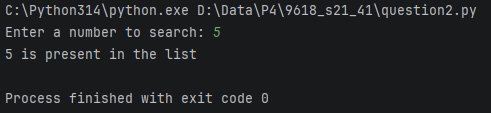 C:\Python314\python.exe D:\Data\P4\9618_s21_41\question2.py
Enter a number to search: 5
5 is present in the list
Process finished with exit code 0